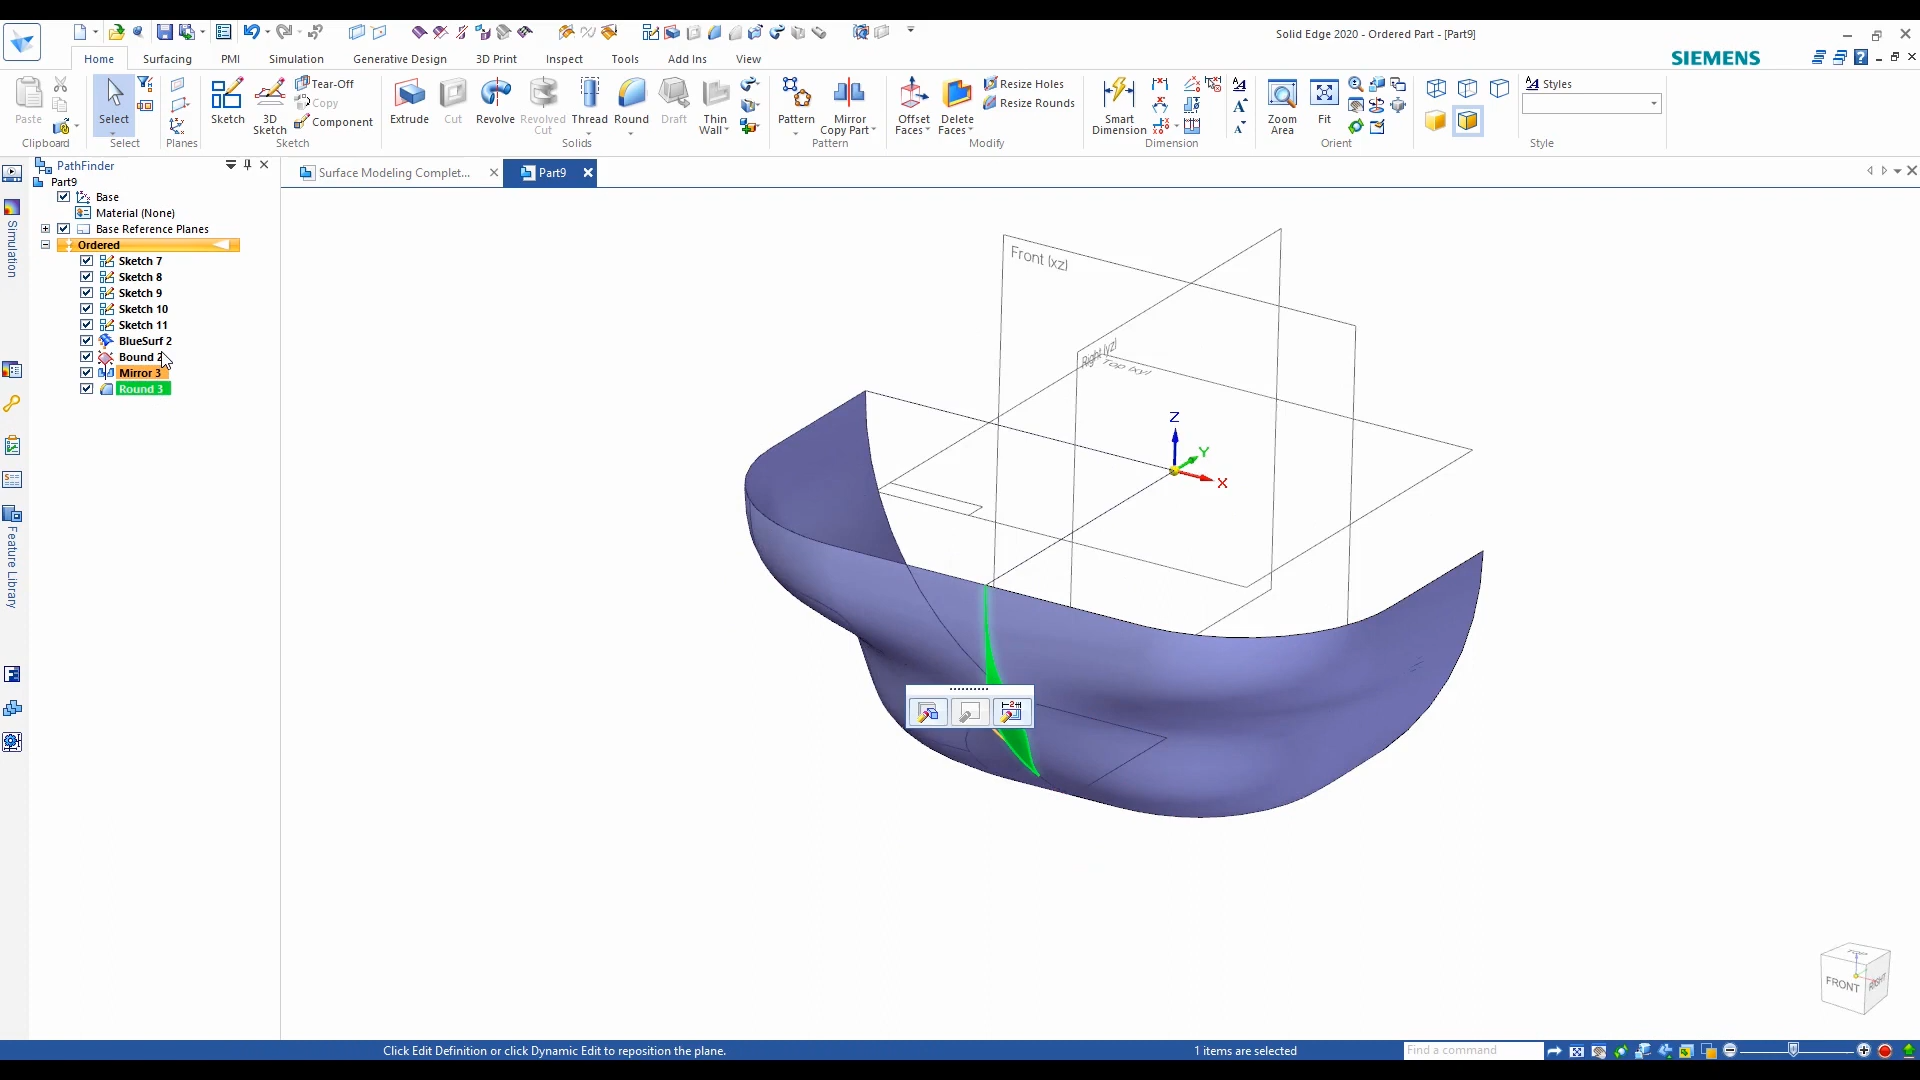 Solid Edge 2020 - Ordered Part - [Part9]
Home
Surfacing
PMI
Simulation
Generative Design
3D Print
Inspect
Tools
Add Ins
View
SIEMENS
Paste
Clipboard
Select
Select
Planes
Sketch
3D
Sketch
Tear-Off
Copy
Component
Sketch
Extrude
Cut
Revolve
Revolved
Cut
Thread
Round
Draft
Thin
Wall
Solids
Pattern
Mirror
Copy Part
Pattern
Offset
Faces
Delete
Faces
Resize Holes
Resize Rounds
Modify
Smart
Dimension
Dimension
Zoom
Area
Fit
Orient
Styles
Style
PathFinder
Part9
Base
Material (None)
Base Reference Planes
Ordered
Sketch 7
Sketch 8
Sketch 9
Sketch 10
Sketch 11
BlueSurf 2
Bound 2
Mirror 3
Round 3
Simulation
Feature Library
Surface Modeling Complet...
Part9
Front (xz)
Right (yz)
Top (xy)
Z
Y
X
TOP
FRONT
RIGHT
Click Edit Definition or click Dynamic Edit to reposition the plane.
1 items are selected
Find a command